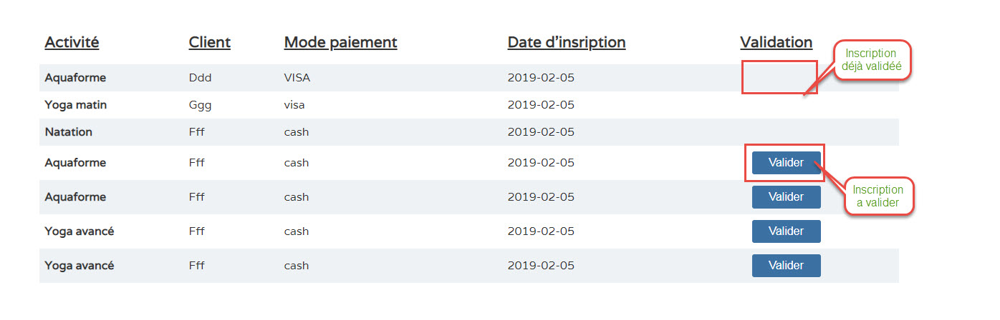 Activité Client Mode paiement Date d'insription Validation
Inscription
déjà validéé
Aquaforme Ddd VISA 2019-02-05
Yoga matin Ggg visa 2019-02-05
Natation Fff cash 2019-02-05
Aquaforme Fff cash 2019-02-05 Valider
Inscription
a valider
Aquaforme Fff cash 2019-02-05 Valider
Yoga avancé Fff cash 2019-02-05 Valider
Yoga avancé Fff cash 2019-02-05 Valider